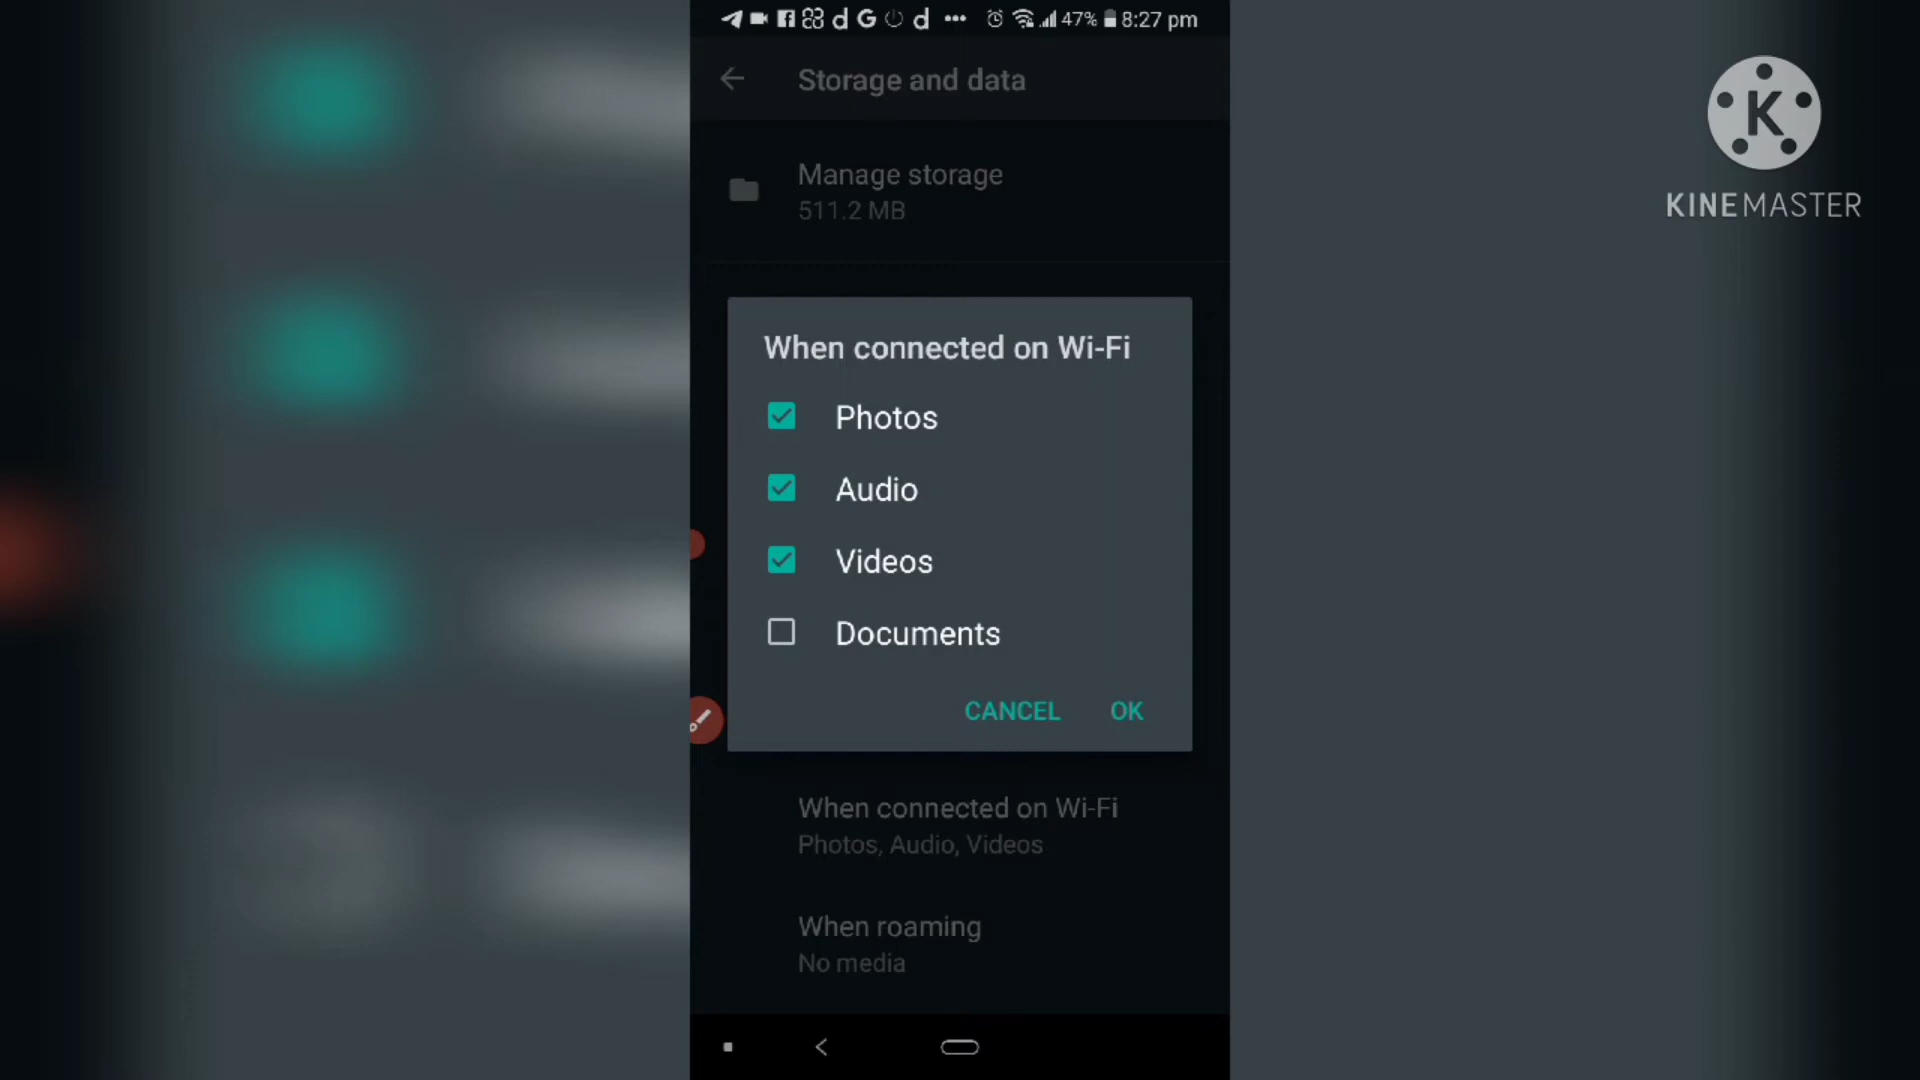 47% 8:27 pm
Storage and data
Manage storage
511.2 MB
When connected on Wi-Fi
Photos
Audio
Videos
Documents
CANCEL OK
When connected on Wi-Fi
Photos, Audio, Videos
When roaming
No media
K
KINEMASTER